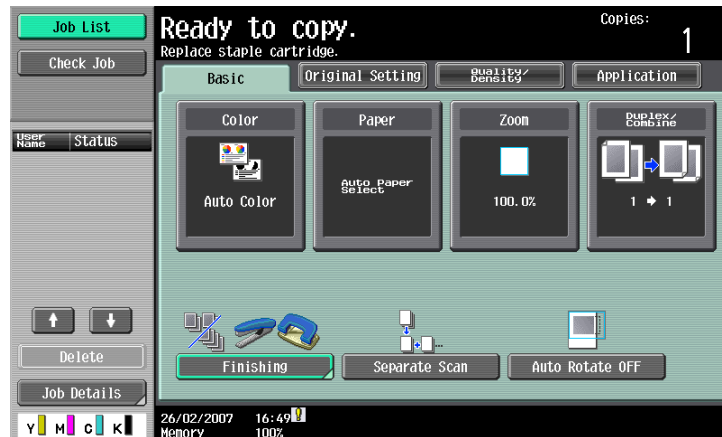 Job List
Check Job
User Name
Status
Delete
Job Details
Y M C K
Ready to copy.
Replace staple cartridge.
Copies:
1
Basic
Original Setting
Quality/
Density
Application
Color
Auto Color
Paper
Auto Paper
Select
Zoom
100.0%
Duplex/
Combine
1 → 1
Finishing
Separate Scan
Auto Rotate OFF
26/02/2007 16:49
Memory 100%